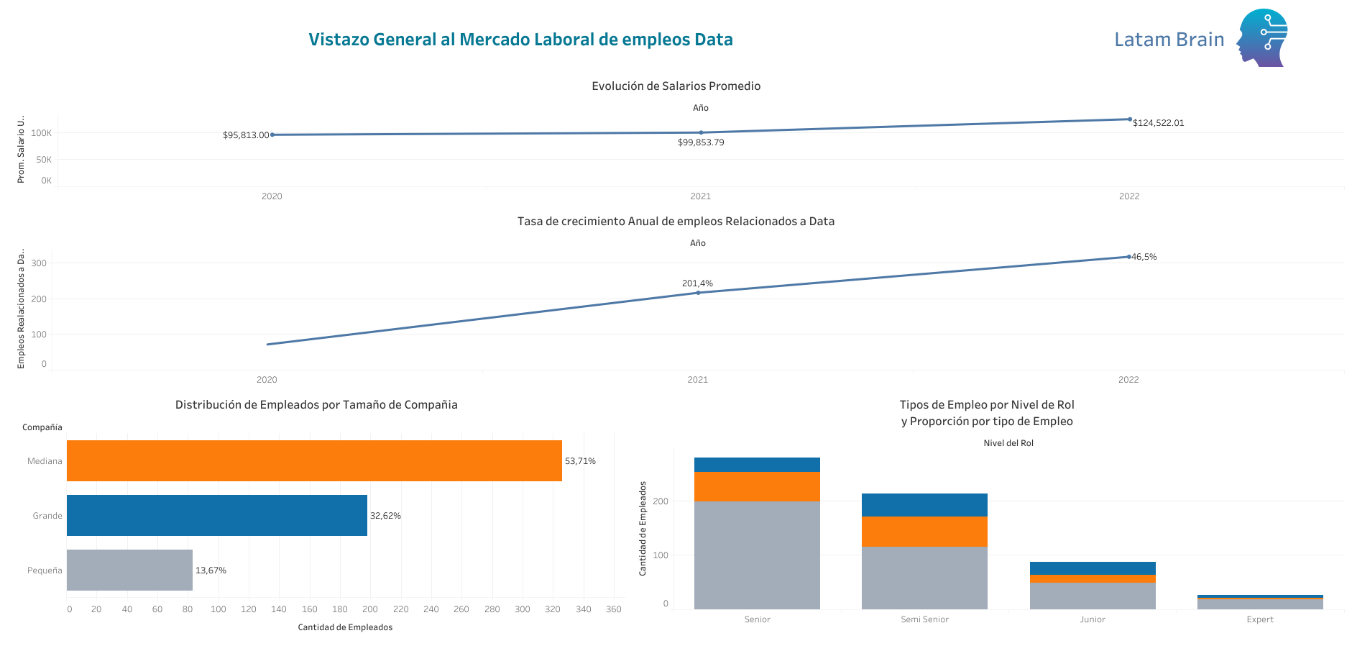 Vistazo General al Mercado Laboral de empleos Data
Latam Brain
Evolución de Salarios Promedio
Año
Prom. Salario U..
100K
50K
0K
$95,813.00
$99,853.79
$124,522.01
2020
2021
2022
Tasa de crecimiento Anual de empleos Relacionados a Data
Año
Empleos Realacionados a Da..
300
200
100
0
201,4%
46,5%
2020
2021
2022
Distribución de Empleados por Tamaño de Compañia
Compañia
Mediana
53,71%
Grande
32,62%
Pequeña
13,67%
0 20 40 60 80 100 120 140 160 180 200 220 240 260 280 300 320 340 360
Cantidad de Empleados
Tipos de Empleo por Nivel de Rol
y Proporción por tipo de Empleo
Nivel del Rol
Cantidad de Empleados
200
100
0
Senior
Semi Senior
Junior
Expert